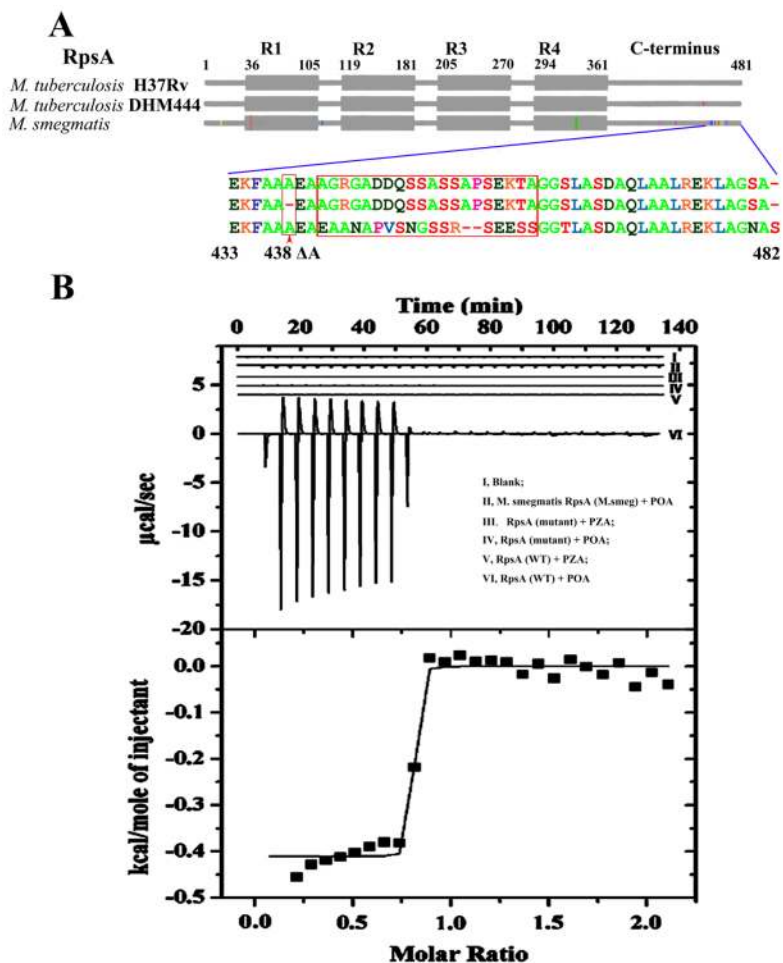 A
RpsA
R1 R2 R3 R4 C-terminus
1 36 105 119 181 205 270 294 361 481
M. tuberculosis H37Rv
M. tuberculosis DHM444
M. smegmatis
EKFAAAEAAGRGADDQSSASSAPSEKTAGGSLASDAQLAALREKLAGSA-
EKFAA-EAAGRGADDQSSASSAPSEKTAGGSLASDAQLAALREKLAGSA-
EKFAAAEAEAANAPVSNGSSR--SEESSGGTLASDAQLAALREKLAGNAS
433 438 ΔA 482
B
Time (min)
0 20 40 60 80 100 120 140
I
II
III
IV
V
VI
5
0
-5
-10
-15
-20
µcal/sec
I, Blank;
II, M. smegmatis RpsA (M.smeg) + POA
III. RpsA (mutant) + PZA;
IV, RpsA (mutant) + POA;
V, RpsA (WT) + PZA;
VI, RpsA (WT) + POA
0.0
-0.1
-0.2
-0.3
-0.4
-0.5
kcal/mole of injectant
0.0 0.5 1.0 1.5 2.0
Molar Ratio